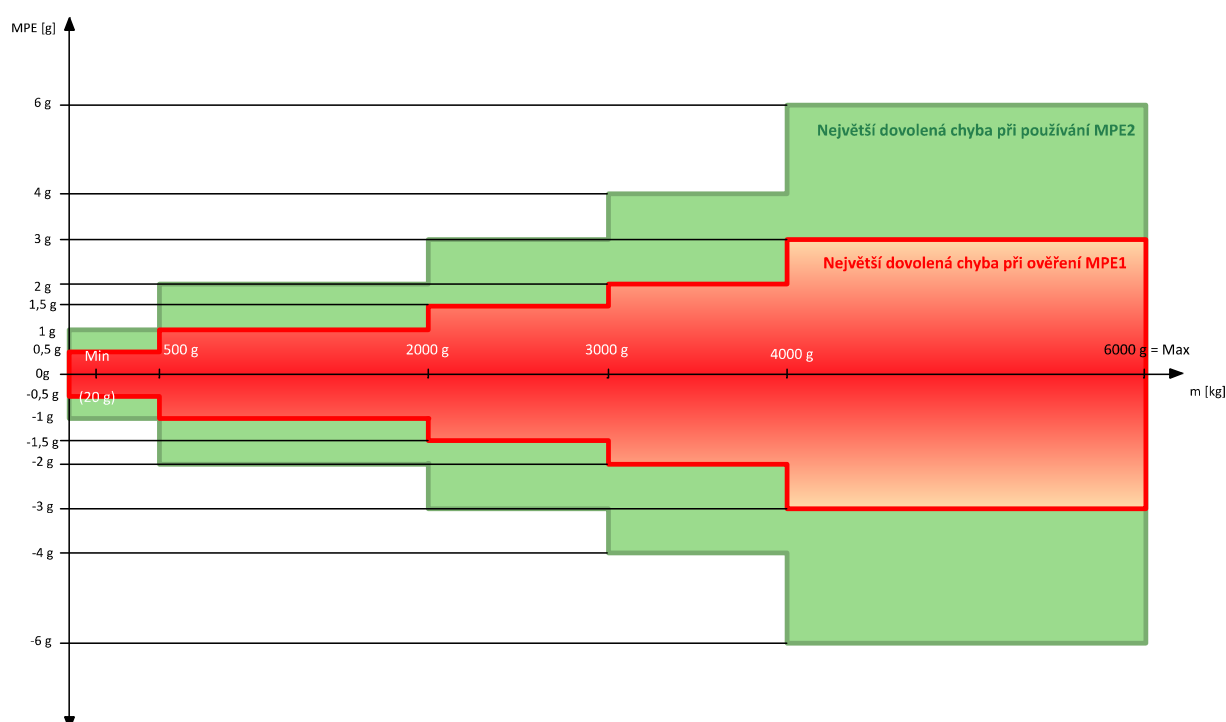 MPE [g]
6 g
Největší dovolená chyba při používání MPE2
4 g
3 g
Největší dovolená chyba při ověření MPE1
2 g
1,5 g
1 g
0,5 g
Min
500 g
2000 g
3000 g
4000 g
6000 g = Max
0g
m [kg]
-0,5 g
(20 g)
-1 g
-1,5 g
-2 g
-3 g
-4 g
-6 g